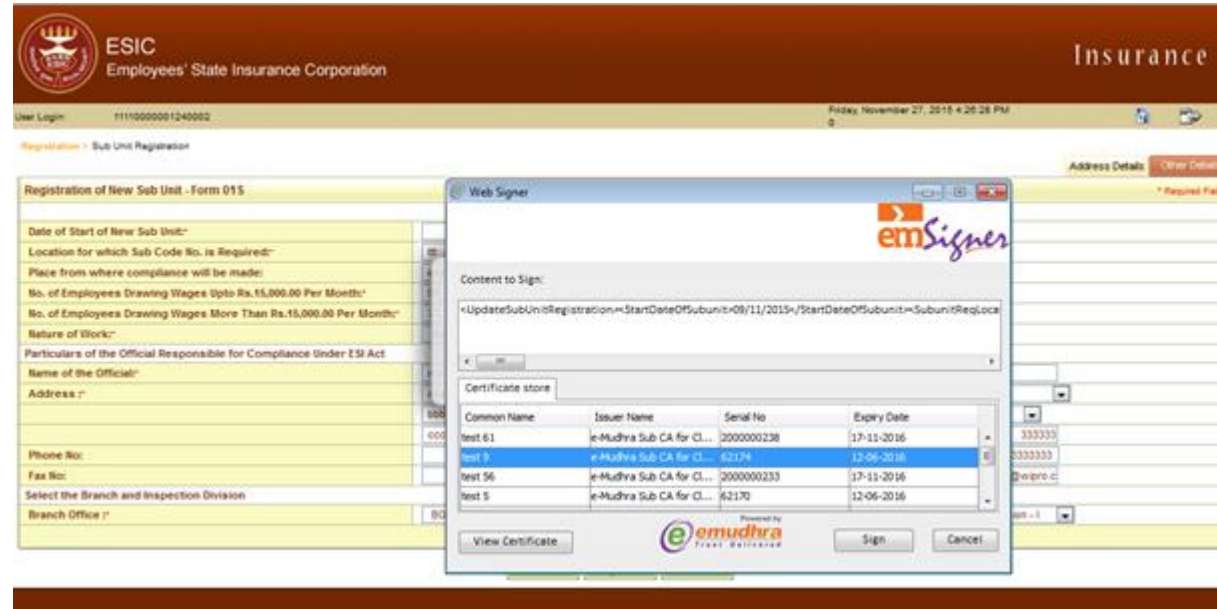 ESIC
Employees' State Insurance Corporation
Insurance
User Login: 11110000001240002
Friday, November 27, 2015 4:26:28 PM
0
Registration > Sub Unit Registration
Address Details
* Required
Registration of New Sub Unit - Form 01S
Date of Start of New Sub Unit:*
Location for which Sub Code No. is Required:*
Place from where compliance will be made:
No. of Employees Drawing Wages Upto Rs.15,000.00 Per Month:*
No. of Employees Drawing Wages More Than Rs.15,000.00 Per Month:*
Nature of Work:*
Particulars of the Official Responsible for Compliance Under ESI Act
Name of the Official:*
Address :*
333333
Phone No:
3333333
Fax No:
@wipro.c
Select the Branch and Inspection Division
Branch Office :*
Web Signer
emSigner
Content to Sign:
<UpdateSubUnitRegistration><StartDateOfSubunit>09/11/2015</StartDateOfSubunit><SubunitReqLoca
Certificate store
Common Name Issuer Name Serial No Expiry Date
test 61 e-Mudhra Sub CA for Cl... 2000000238 17-11-2016
test 9 e-Mudhra Sub CA for Cl... 62174 12-06-2016
test 56 e-Mudhra Sub CA for Cl... 2000000233 17-11-2016
test 5 e-Mudhra Sub CA for Cl... 62170 12-06-2016
View Certificate
Powered by
emudhra
Trust Delivered
Sign
Cancel